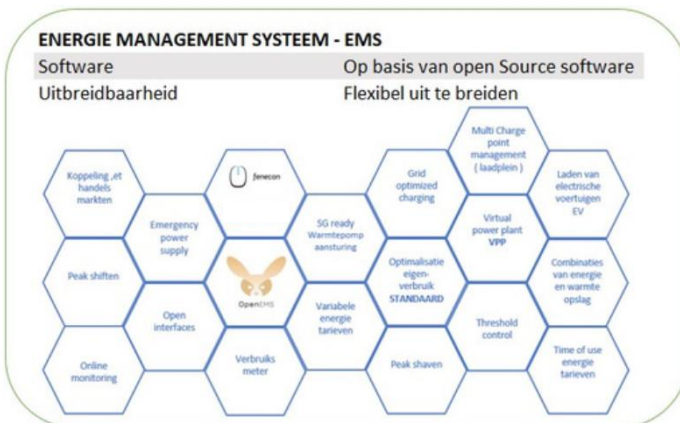 ENERGIE MANAGEMENT SYSTEEM - EMS
Software Op basis van open Source software
Uitbreidbaarheid Flexibel uit te breiden
Koppeling ,et
handels
markten
Peak shiften
Online
monitoring
Emergency
power
supply
Open
interfaces
fenecon
OpenEMS
Verbruiks
meter
SG ready
Warmtepomp
aansturing
Variabele
energie
tarieven
Grid
optimized
charging
Optimalisatie
eigen-
verbruik
STANDAARD
Peak shaven
Multi Charge
point
management
( laadplein )
Virtual
power plant
VPP
Threshold
control
Laden van
electrische
voertuigen
EV
Combinaties
van energie
en warmte
opslag
Time of use
energie
tarieven